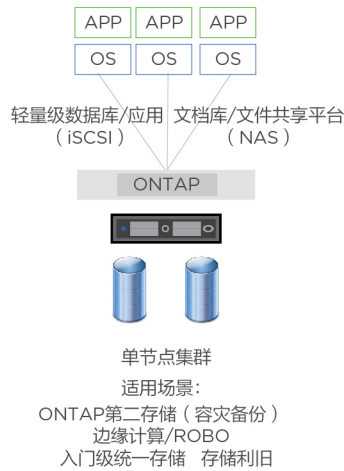 APP APP APP
OS OS OS
轻量级数据库/应用 文档库/文件共享平台
（iSCSI） （NAS）
ONTAP
单节点集群
适用场景：
ONTAP第二存储（容灾备份）
边缘计算/ROBO
入门级统一存储 存储利旧